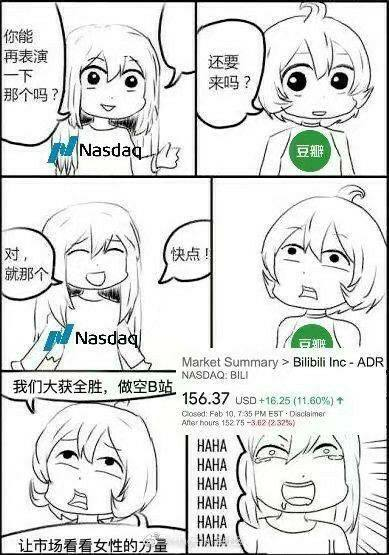 你能
再表演
一下
那个吗？
还要
来吗？
Nasdaq
豆瓣
对，
就那个
快点！
Nasdaq
豆瓣
Market Summary > Bilibili Inc - ADR
NASDAQ: BILI
156.37 USD +16.25 (11.60%) ↑
Closed: Feb 10, 7:35 PM EST · Disclaimer
After hours 152.75 −3.62 (2.32%)
我们大获全胜，做空B站
让市场看看女性的力量
HAHA
HAHA
HAHA
HAHA
HAHA
HAHA
HAHA